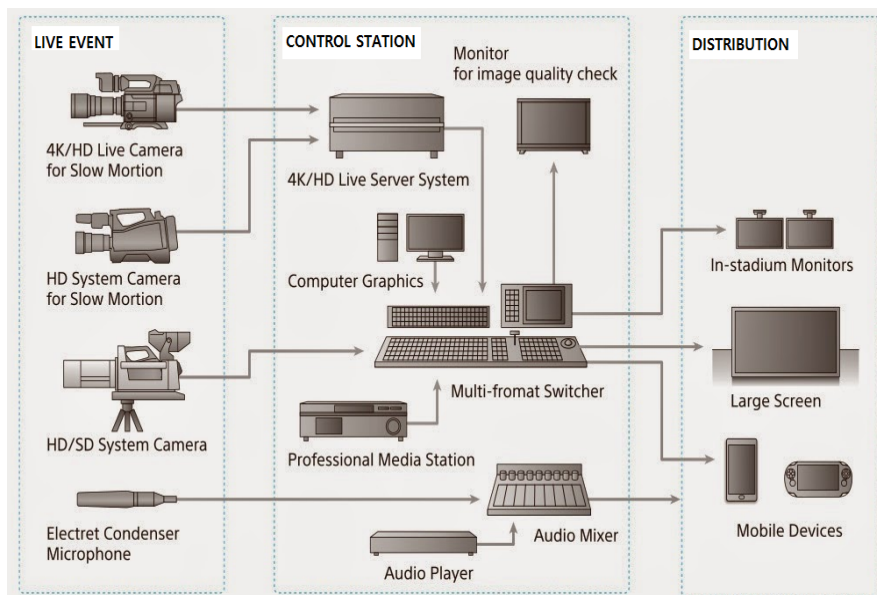 LIVE EVENT
4K/HD Live Camera
for Slow Mortion
HD System Camera
for Slow Mortion
HD/SD System Camera
Electret Condenser
Microphone
CONTROL STATION
Monitor
for image quality check
4K/HD Live Server System
Computer Graphics
Multi-fromat Switcher
Professional Media Station
Audio Mixer
Audio Player
DISTRIBUTION
In-stadium Monitors
Large Screen
Mobile Devices